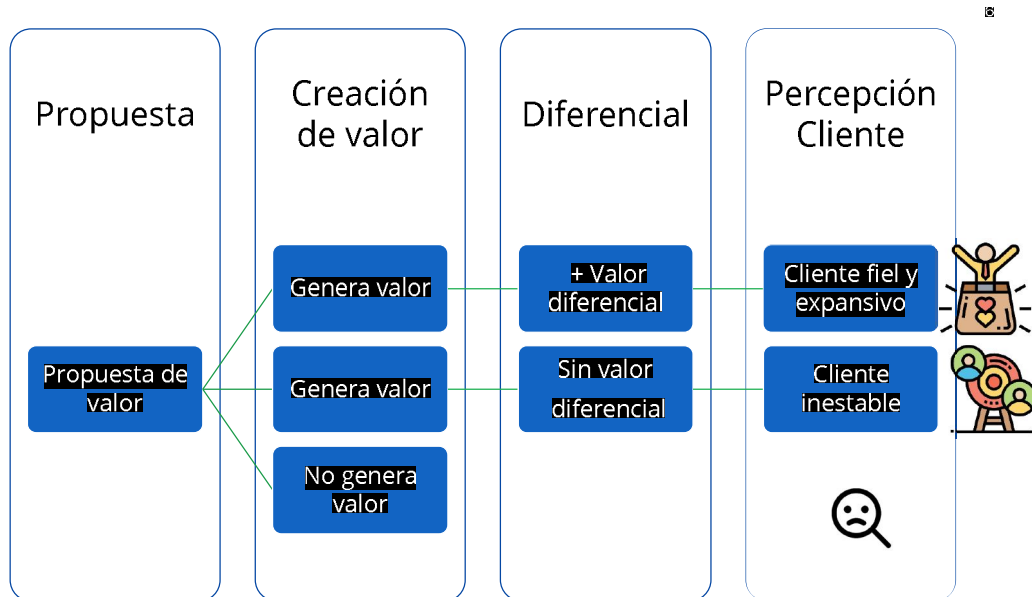 Propuesta
Creación
de valor
Diferencial
Percepción
Cliente
Propuesta de
valor
Genera valor
+ Valor
diferencial
Cliente fiel y
expansivo
Genera valor
Sin valor
diferencial
Cliente
inestable
No genera
valor